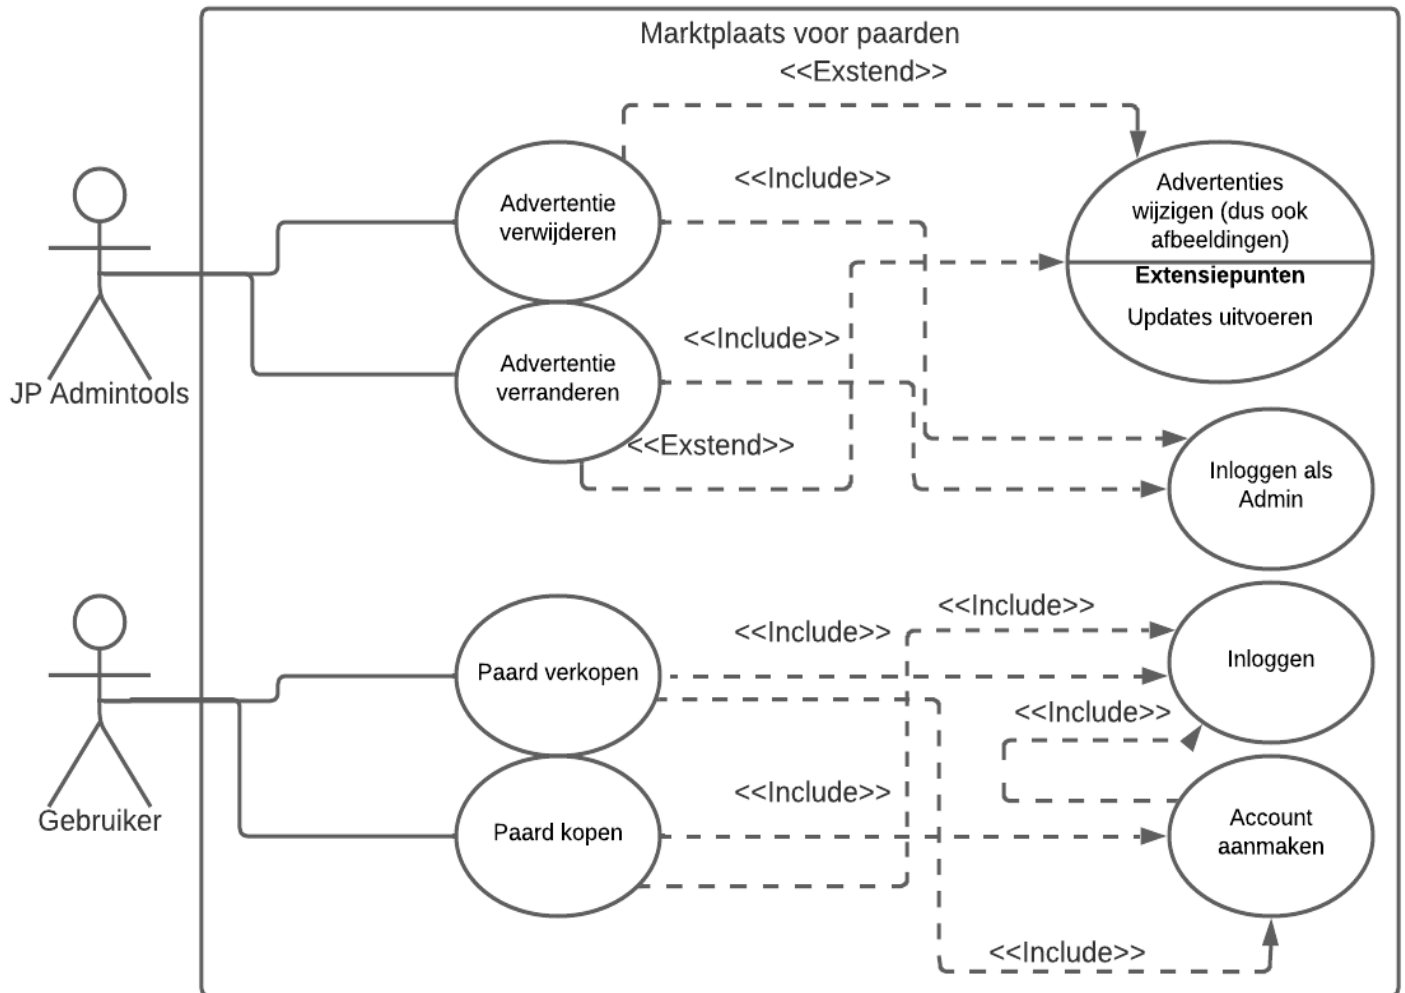 Marktplaats voor paarden
<<Exstend>>
<<Include>>
Advertentie
verwijderen
Advertenties
wijzigen (dus ook
afbeeldingen)
Extensiepunten
Updates uitvoeren
<<Include>>
Advertentie
verranderen
<<Exstend>>
JP Admintools
Inloggen als
Admin
<<Include>>
<<Include>>
Paard verkopen
Inloggen
<<Include>>
<<Include>>
Gebruiker
Paard kopen
Account
aanmaken
<<Include>>